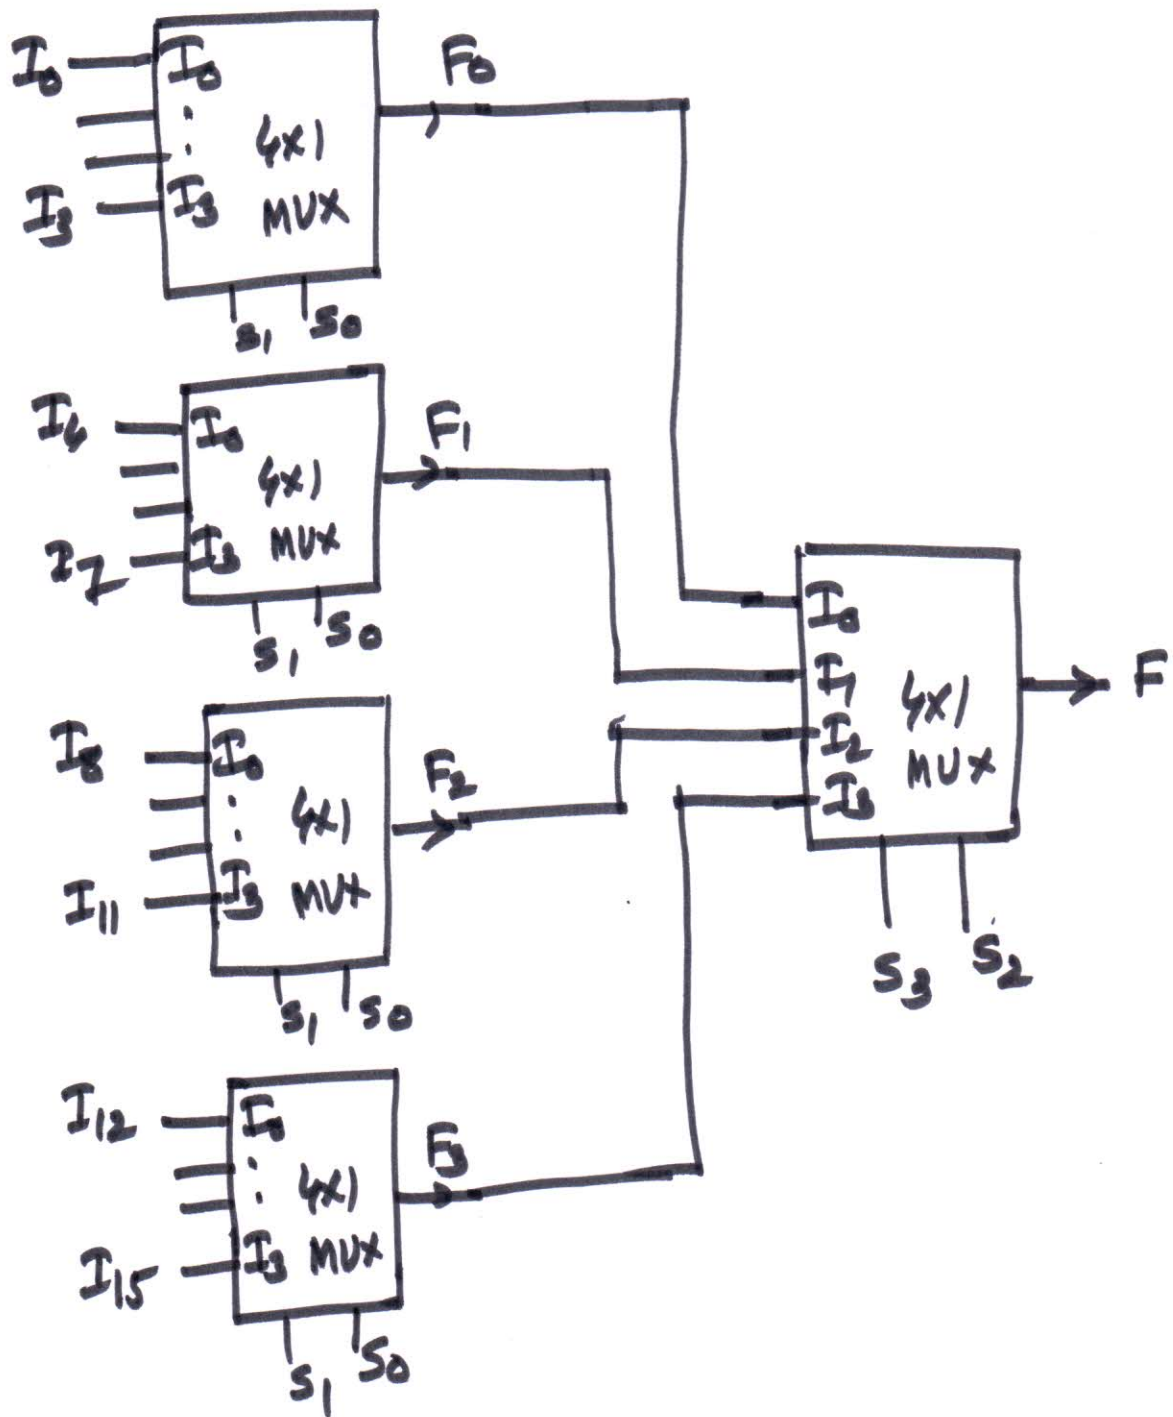 I0 I0 F0
4x1
I3 I3 MUX
S1 S0
I4 I0 F1
4x1
I7 I3 MUX
S1 S0
I0
I1 4x1 F
I2 MUX
I3
S3 S2
I8 I0 F2
4x1
I11 I3 MUX
S1 S0
I12 I0 F3
4x1
I15 I3 MUX
S1 S0